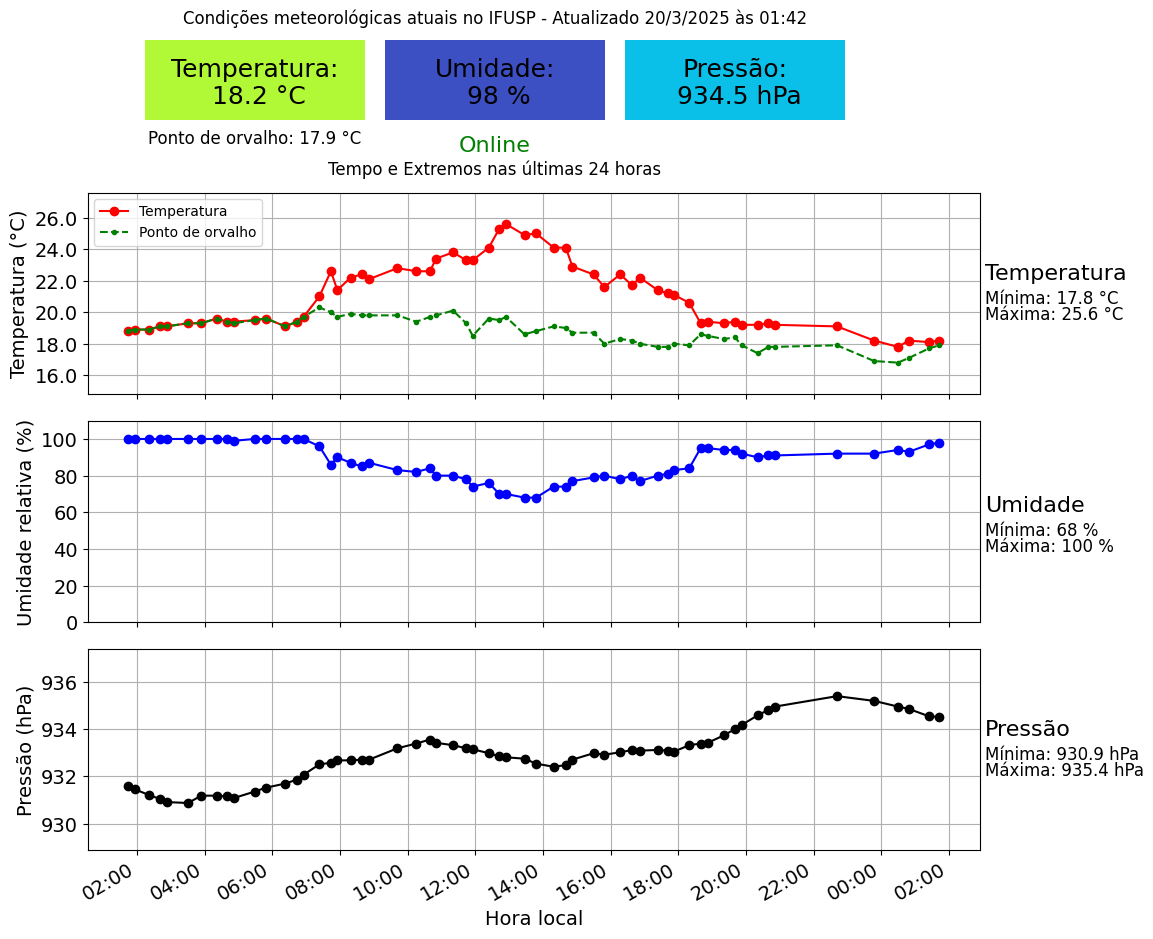 Condições meteorológicas atuais no IFUSP - Atualizado 20/3/2025 às 01:42
Temperatura:
18.2 °C
Umidade:
98 %
Pressão:
934.5 hPa
Ponto de orvalho: 17.9 °C
Online
Tempo e Extremos nas últimas 24 horas
Temperatura (°C)
26.0
24.0
22.0
20.0
18.0
16.0
Temperatura
Ponto de orvalho
Temperatura
Mínima: 17.8 °C
Máxima: 25.6 °C
Umidade relativa (%)
100
80
60
40
20
0
Umidade
Mínima: 68 %
Máxima: 100 %
Pressão (hPa)
936
934
932
930
Pressão
Mínima: 930.9 hPa
Máxima: 935.4 hPa
02:00 04:00 06:00 08:00 10:00 12:00 14:00 16:00 18:00 20:00 22:00 00:00 02:00
Hora local